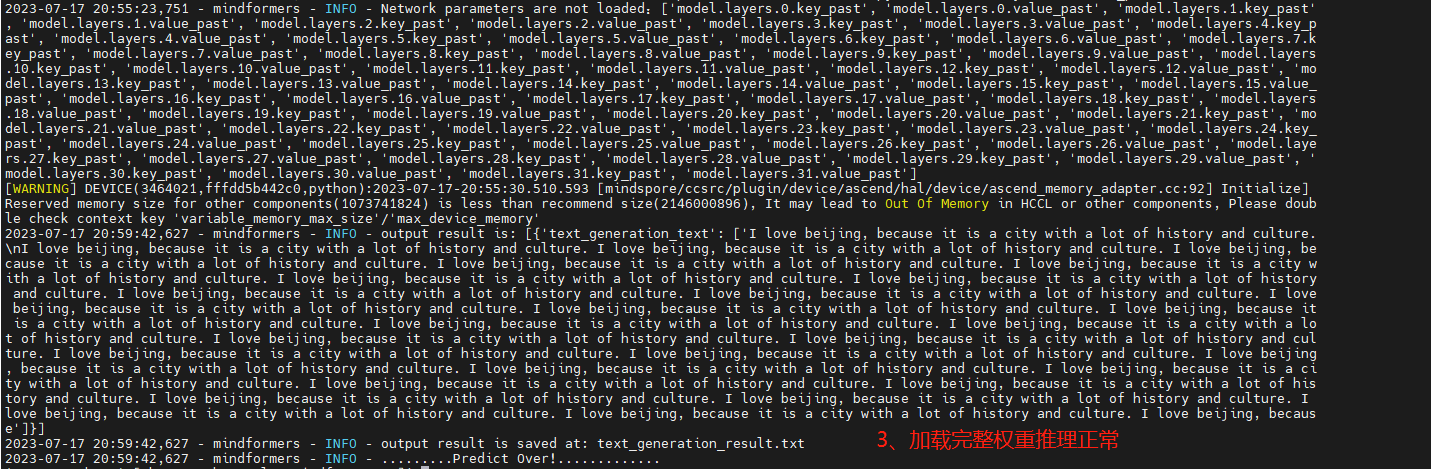 2023-07-17 20:55:23,751 - mindformers - INFO - Network parameters are not loaded：['model.layers.0.key_past', 'model.layers.0.value_past', 'model.layers.1.key_past'
, 'model.layers.1.value_past', 'model.layers.2.key_past', 'model.layers.2.value_past', 'model.layers.3.key_past', 'model.layers.3.value_past', 'model.layers.4.key_p
ast', 'model.layers.4.value_past', 'model.layers.5.key_past', 'model.layers.5.value_past', 'model.layers.6.key_past', 'model.layers.6.value_past', 'model.layers.7.k
ey_past', 'model.layers.7.value_past', 'model.layers.8.key_past', 'model.layers.8.value_past', 'model.layers.9.key_past', 'model.layers.9.value_past', 'model.layers
.10.key_past', 'model.layers.10.value_past', 'model.layers.11.key_past', 'model.layers.11.value_past', 'model.layers.12.key_past', 'model.layers.12.value_past', 'mo
del.layers.13.key_past', 'model.layers.13.value_past', 'model.layers.14.key_past', 'model.layers.14.value_past', 'model.layers.15.key_past', 'model.layers.15.value_
past', 'model.layers.16.key_past', 'model.layers.16.value_past', 'model.layers.17.key_past', 'model.layers.17.value_past', 'model.layers.18.key_past', 'model.layers
.18.value_past', 'model.layers.19.key_past', 'model.layers.19.value_past', 'model.layers.20.key_past', 'model.layers.20.value_past', 'model.layers.21.key_past', 'mo
del.layers.21.value_past', 'model.layers.22.key_past', 'model.layers.22.value_past', 'model.layers.23.key_past', 'model.layers.23.value_past', 'model.layers.24.key_
past', 'model.layers.24.value_past', 'model.layers.25.key_past', 'model.layers.25.value_past', 'model.layers.26.key_past', 'model.layers.26.value_past', 'model.laye
rs.27.key_past', 'model.layers.27.value_past', 'model.layers.28.key_past', 'model.layers.28.value_past', 'model.layers.29.key_past', 'model.layers.29.value_past', '
model.layers.30.key_past', 'model.layers.30.value_past', 'model.layers.31.key_past', 'model.layers.31.value_past']
[WARNING] DEVICE(3464021,ffffd5b442c0,python):2023-07-17-20:55:30.510.593 [mindspore/ccsrc/plugin/device/ascend/hal/device/ascend_memory_adapter.cc:92] Initialize]
Reserved memory size for other components(1073741824) is less than recommend size(2146000896), It may lead to Out Of Memory in HCCL or other components, Please doub
le check context key 'variable_memory_max_size'/'max_device_memory'
2023-07-17 20:59:42,627 - mindformers - INFO - output result is: [{'text_generation_text': ['I love beijing, because it is a city with a lot of history and culture.
\nI love beijing, because it is a city with a lot of history and culture. I love beijing, because it is a city with a lot of history and culture. I love beijing, be
cause it is a city with a lot of history and culture. I love beijing, because it is a city with a lot of history and culture. I love beijing, because it is a city w
ith a lot of history and culture. I love beijing, because it is a city with a lot of history and culture. I love beijing, because it is a city with a lot of history
 and culture. I love beijing, because it is a city with a lot of history and culture. I love beijing, because it is a city with a lot of history and culture. I love
 beijing, because it is a city with a lot of history and culture. I love beijing, because it is a city with a lot of history and culture. I love beijing, because it
 is a city with a lot of history and culture. I love beijing, because it is a city with a lot of history and culture. I love beijing, because it is a city with a lo
t of history and culture. I love beijing, because it is a city with a lot of history and culture. I love beijing, because it is a city with a lot of history and cul
ture. I love beijing, because it is a city with a lot of history and culture. I love beijing, because it is a city with a lot of history and culture. I love beijing
, because it is a city with a lot of history and culture. I love beijing, because it is a city with a lot of history and culture. I love beijing, because it is a ci
ty with a lot of history and culture. I love beijing, because it is a city with a lot of history and culture. I love beijing, because it is a city with a lot of his
tory and culture. I love beijing, because it is a city with a lot of history and culture. I love beijing, because it is a city with a lot of history and culture. I
love beijing, because it is a city with a lot of history and culture. I love beijing, because it is a city with a lot of history and culture. I love beijing, becaus
e']}]
2023-07-17 20:59:42,627 - mindformers - INFO - output result is saved at: text_generation_result.txt
3、加载完整权重推理正常
2023-07-17 20:59:42,627 - mindformers - INFO - .........Predict Over!.............